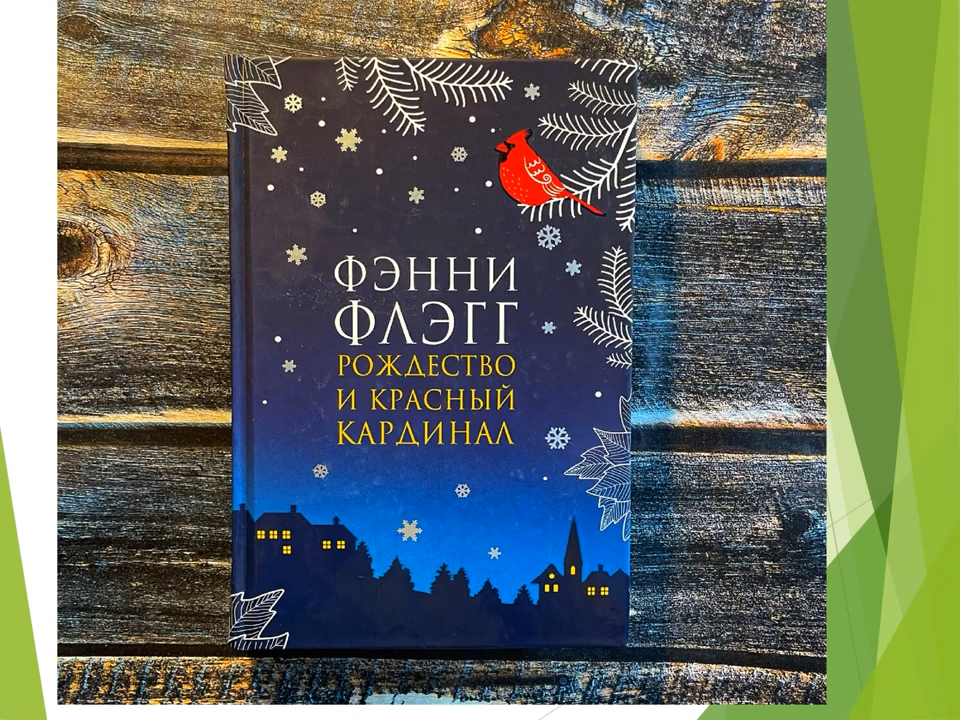 ФЭННИ
ФЛЭГГ
РОЖДЕСТВО
И КРАСНЫЙ
КАРДИНАЛ